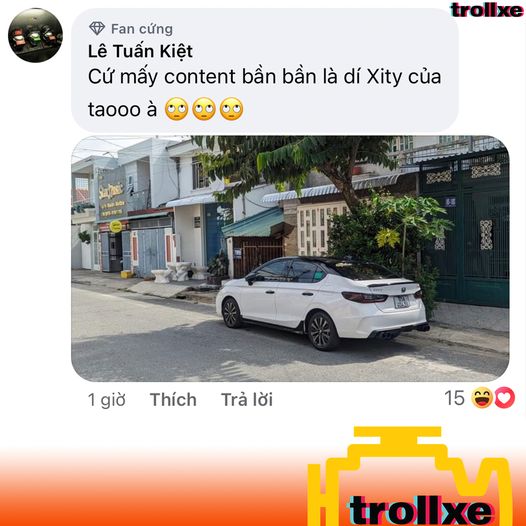 trollxe
Fan cứng
Lê Tuấn Kiệt
Cứ mấy content bần bần là dí Xity của
taooo à 🙄🙄🙄
1 giờ Thích Trả lời 15
trollxe